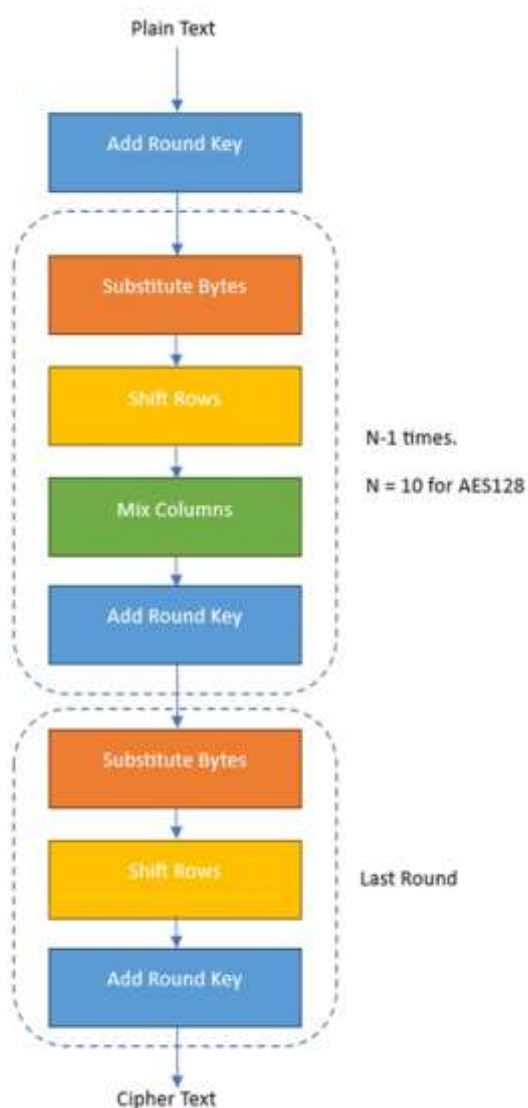 Plain Text
Add Round Key
Substitute Bytes
Shift Rows
Mix Columns
Add Round Key
N-1 times.
N = 10 for AES128
Substitute Bytes
Shift Rows
Add Round Key
Last Round
Cipher Text